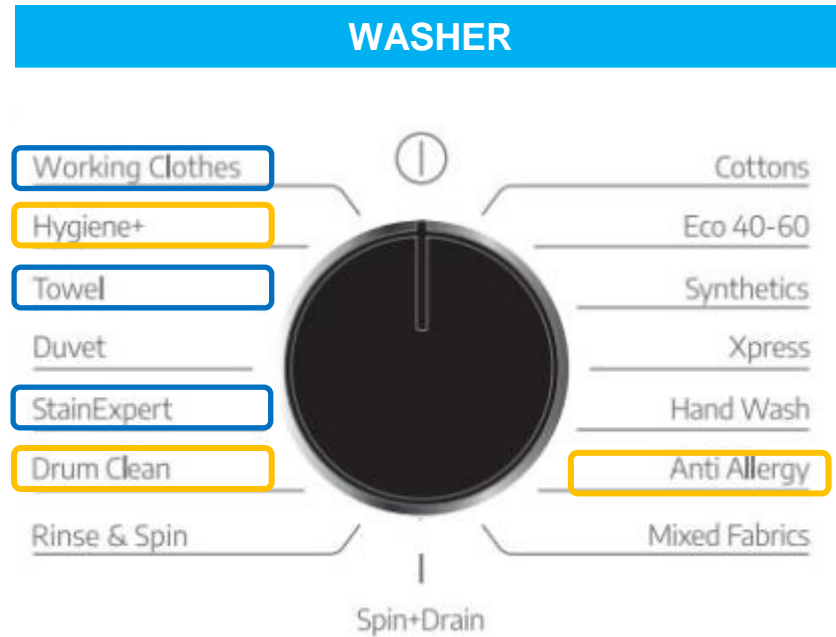 WASHER
Working Clothes
Hygiene+
Towel
Duvet
StainExpert
Drum Clean
Rinse & Spin
Cottons
Eco 40-60
Synthetics
Xpress
Hand Wash
Anti Allergy
Mixed Fabrics
Spin+Drain